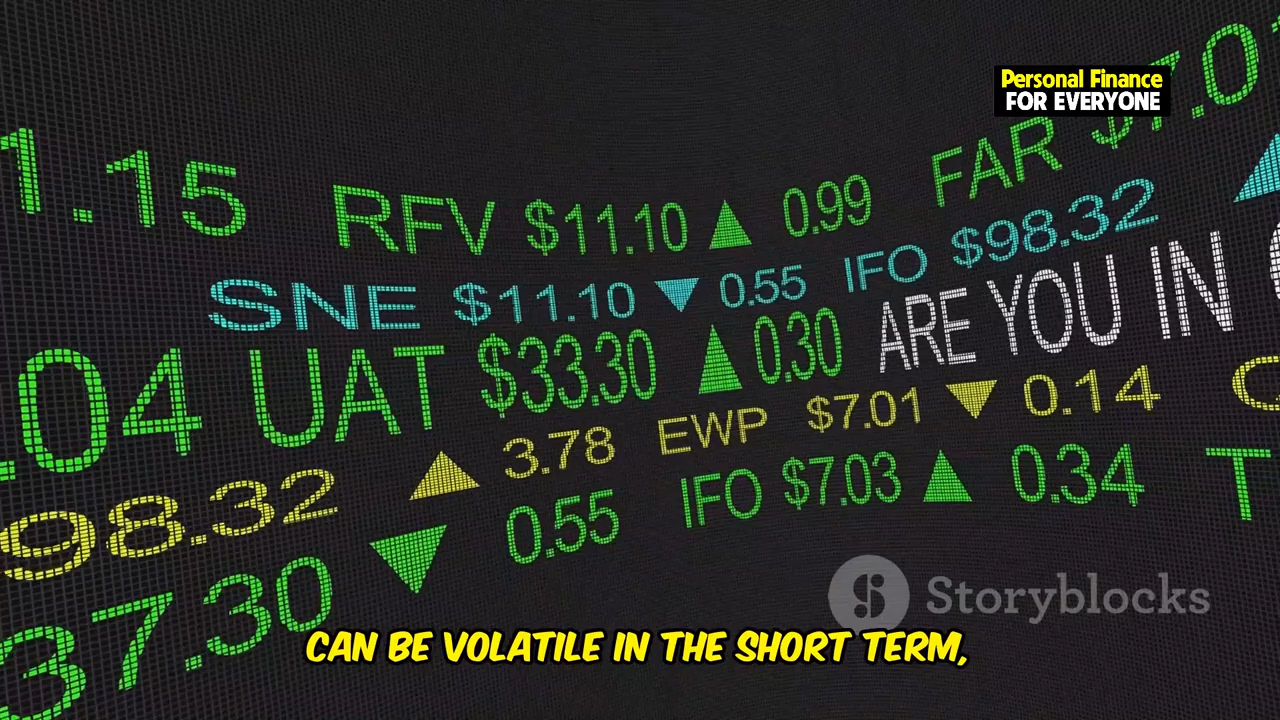 Personal Finance
FOR EVERYONE
1.15 RFV $11.10 ▲ 0.99 FAR $7.0
SNE $11.10 ▼ 0.55 IFO $98.32 ▲
.04 UAT $33.30 ▲ 0.30 ARE YOU IN
98.32 ▲ 3.78 EWP $7.01 ▼ 0.14
37.30 ▼ 0.55 IFO $7.03 ▲ 0.34 T
Storyblocks
CAN BE VOLATILE IN THE SHORT TERM,